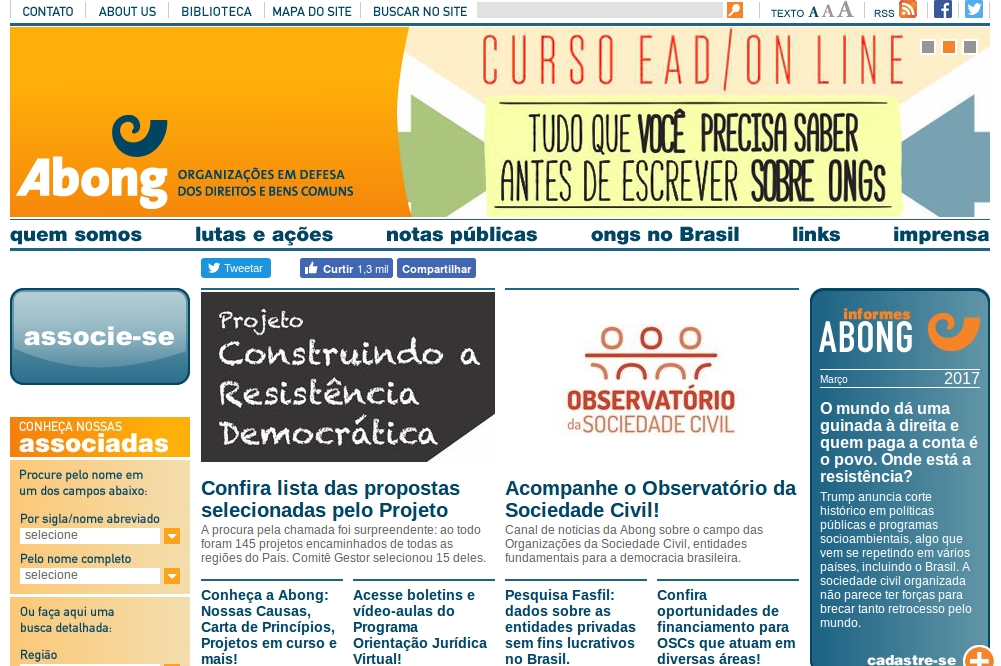 CONTATO
ABOUT US
BIBLIOTECA
MAPA DO SITE
BUSCAR NO SITE
TEXTO A A A
RSS
CURSO EAD/ON LINE
TUDO QUE VOCÊ PRECISA SABER
ANTES DE ESCREVER SOBRE ONGs
Abong
ORGANIZAÇÕES EM DEFESA
DOS DIREITOS E BENS COMUNS
quem somos
lutas e ações
notas públicas
ongs no Brasil
links
imprensa
Tweetar
Curtir 1,3 mil
Compartilhar
associe-se
CONHEÇA NOSSAS
associadas
Procure pelo nome em
um dos campos abaixo:
Por sigla/nome abreviado
selecione
Pelo nome completo
selecione
Ou faça aqui uma
busca detalhada:
Região
Projeto
Construindo a
Resistência
Democrática
Confira lista das propostas
selecionadas pelo Projeto
A procura pela chamada foi surpreendente: ao todo
foram 145 projetos encaminhados de todas as
regiões do País. Comitê Gestor selecionou 15 deles.
OBSERVATÓRIO
da SOCIEDADE CIVIL
Acompanhe o Observatório da
Sociedade Civil!
Canal de notícias da Abong sobre o campo das
Organizações da Sociedade Civil, entidades
fundamentais para a democracia brasileira.
Conheça a Abong:
Nossas Causas,
Carta de Princípios,
Projetos em curso e
mais!
Acesse boletins e
vídeo-aulas do
Programa
Orientação Jurídica
Virtual!
Pesquisa Fasfil:
dados sobre as
entidades privadas
sem fins lucrativos
no Brasil.
Confira
oportunidades de
financiamento para
OSCs que atuam em
diversas áreas!
informes
ABONG
Março 2017
O mundo dá uma
guinada à direita e
quem paga a conta é
o povo. Onde está a
resistência?
Trump anuncia corte
histórico em políticas
públicas e programas
socioambientais, algo que
vem se repetindo em vários
países, incluindo o Brasil. A
sociedade civil organizada
não parece ter forças para
brecar tanto retrocesso pelo
mundo.
cadastre-se